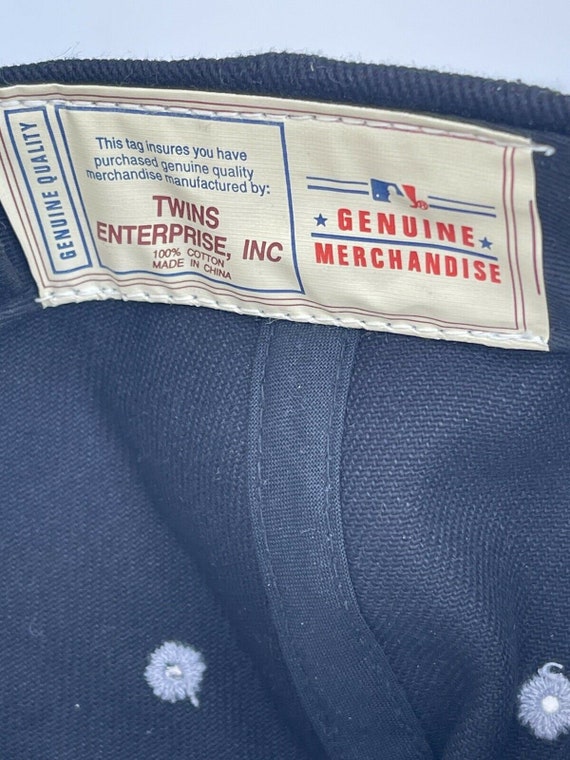 GENUINE QUALITY
This tag insures you have
purchased genuine quality
merchandise manufactured by:
TWINS
ENTERPRISE, INC
100% COTTON
MADE IN CHINA
GENUINE
MERCHANDISE